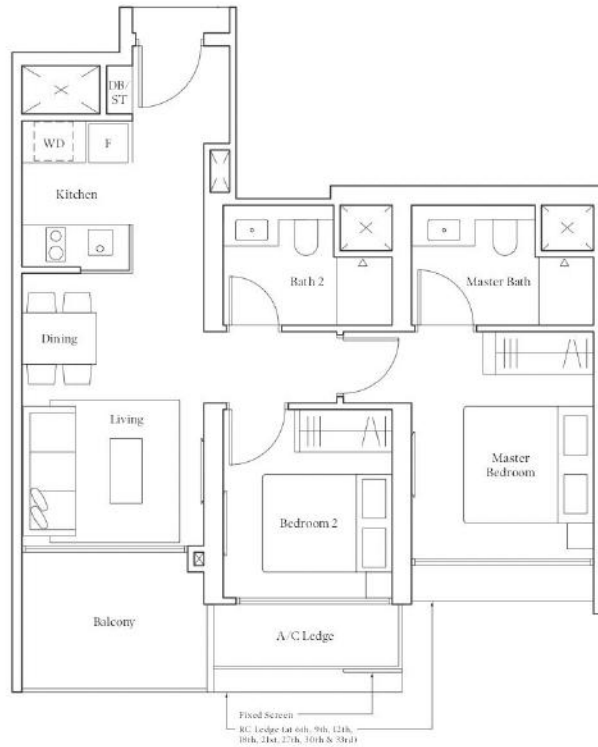 DB/
ST
WD
F
Kitchen
Bath 2
Master Bath
Dining
Living
Master
Bedroom
Bedroom 2
Balcony
A/C Ledge
Fixed Screen
RC Ledge (at 6th, 9th, 12th,
18th, 21st, 27th, 30th & 33rd)